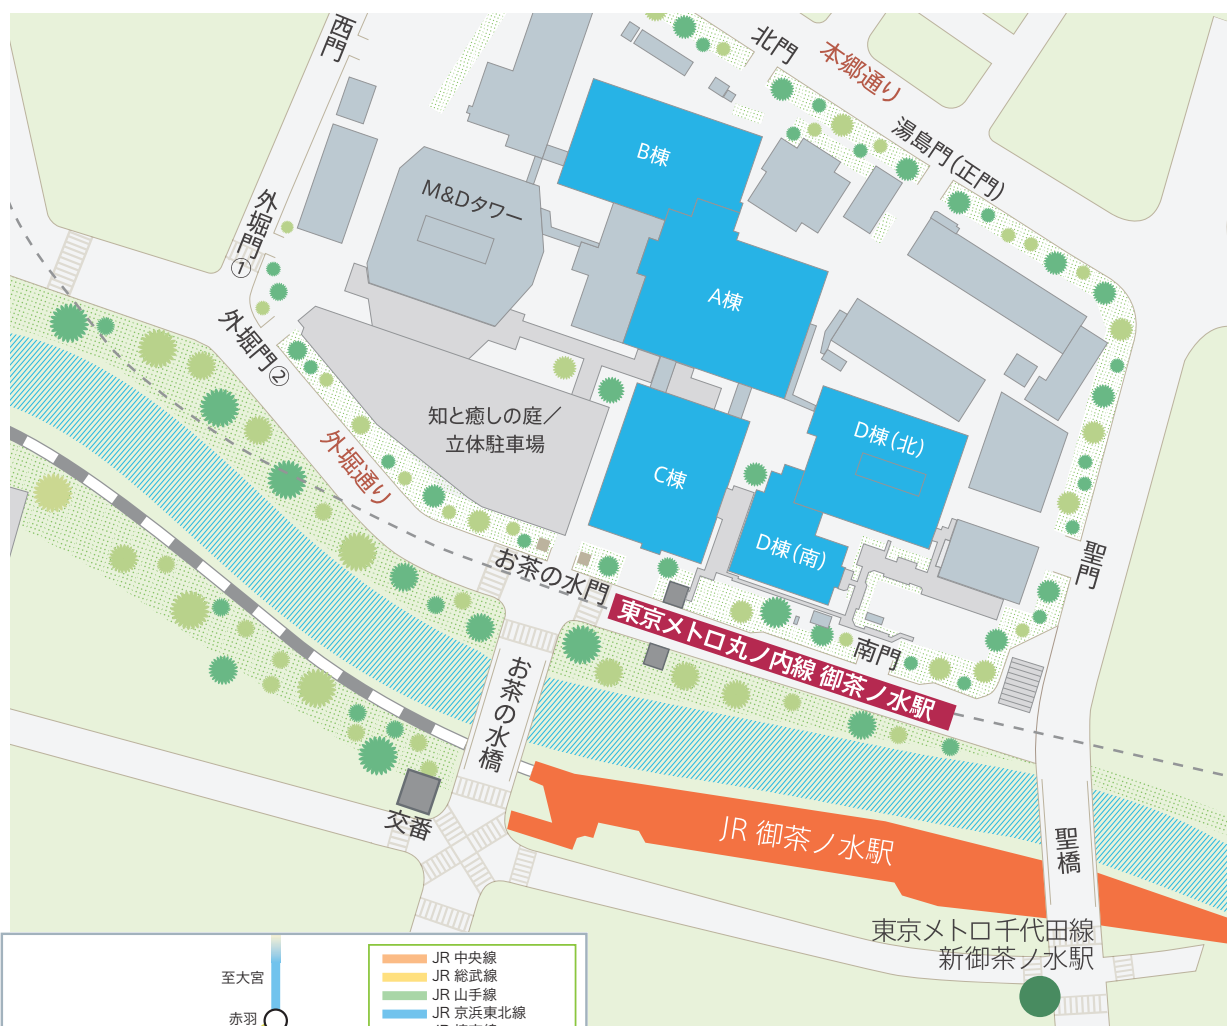 西門
北門
本郷通り
湯島門(正門)
B棟
M&Dタワー
外堀門①
A棟
外堀門②
知と癒しの庭／
立体駐車場
外堀通り
C棟
D棟(北)
D棟(南)
聖門
お茶の水門
東京メトロ丸ノ内線 御茶ノ水駅
南門
お茶の水橋
交番
JR 御茶ノ水駅
聖橋
東京メトロ千代田線
新御茶ノ水駅
至大宮
赤羽
JR 中央線
JR 総武線
JR 山手線
JR 京浜東北線